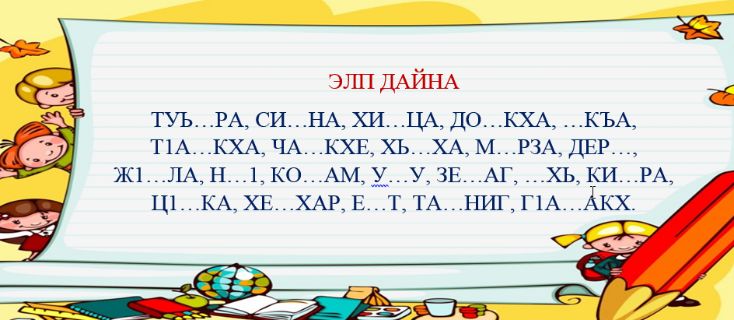 ЭЛП ДАЙНА
ТУЬ…РА, СИ…НА, ХИ…ЦА, ДО…КХА, …КЪА,
Т1А…КХА, ЧА…КХЕ, ХЬ…ХА, М…РЗА, ДЕР…,
Ж1…ЛА, Н…1, КО…АМ, У…У, ЗЕ…АГ, …ХЬ, КИ…РА,
Ц1…КА, ХЕ…ХАР, Е…Т, ТА…НИГ, Г1А…АКХ.